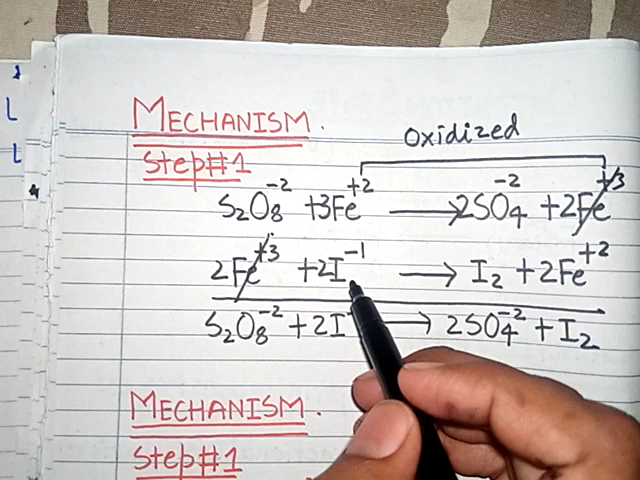 MECHANISM.
Step#1
oxidized
S₂O₈⁻² +3Fe⁺² → 2SO₄⁻² +2Fe⁺³
2Fe⁺³ +2I⁻¹ → I₂ + 2Fe⁺²
S₂O₈⁻² + 2I → 2SO₄⁻² + I₂
MECHANISM.
Step#1